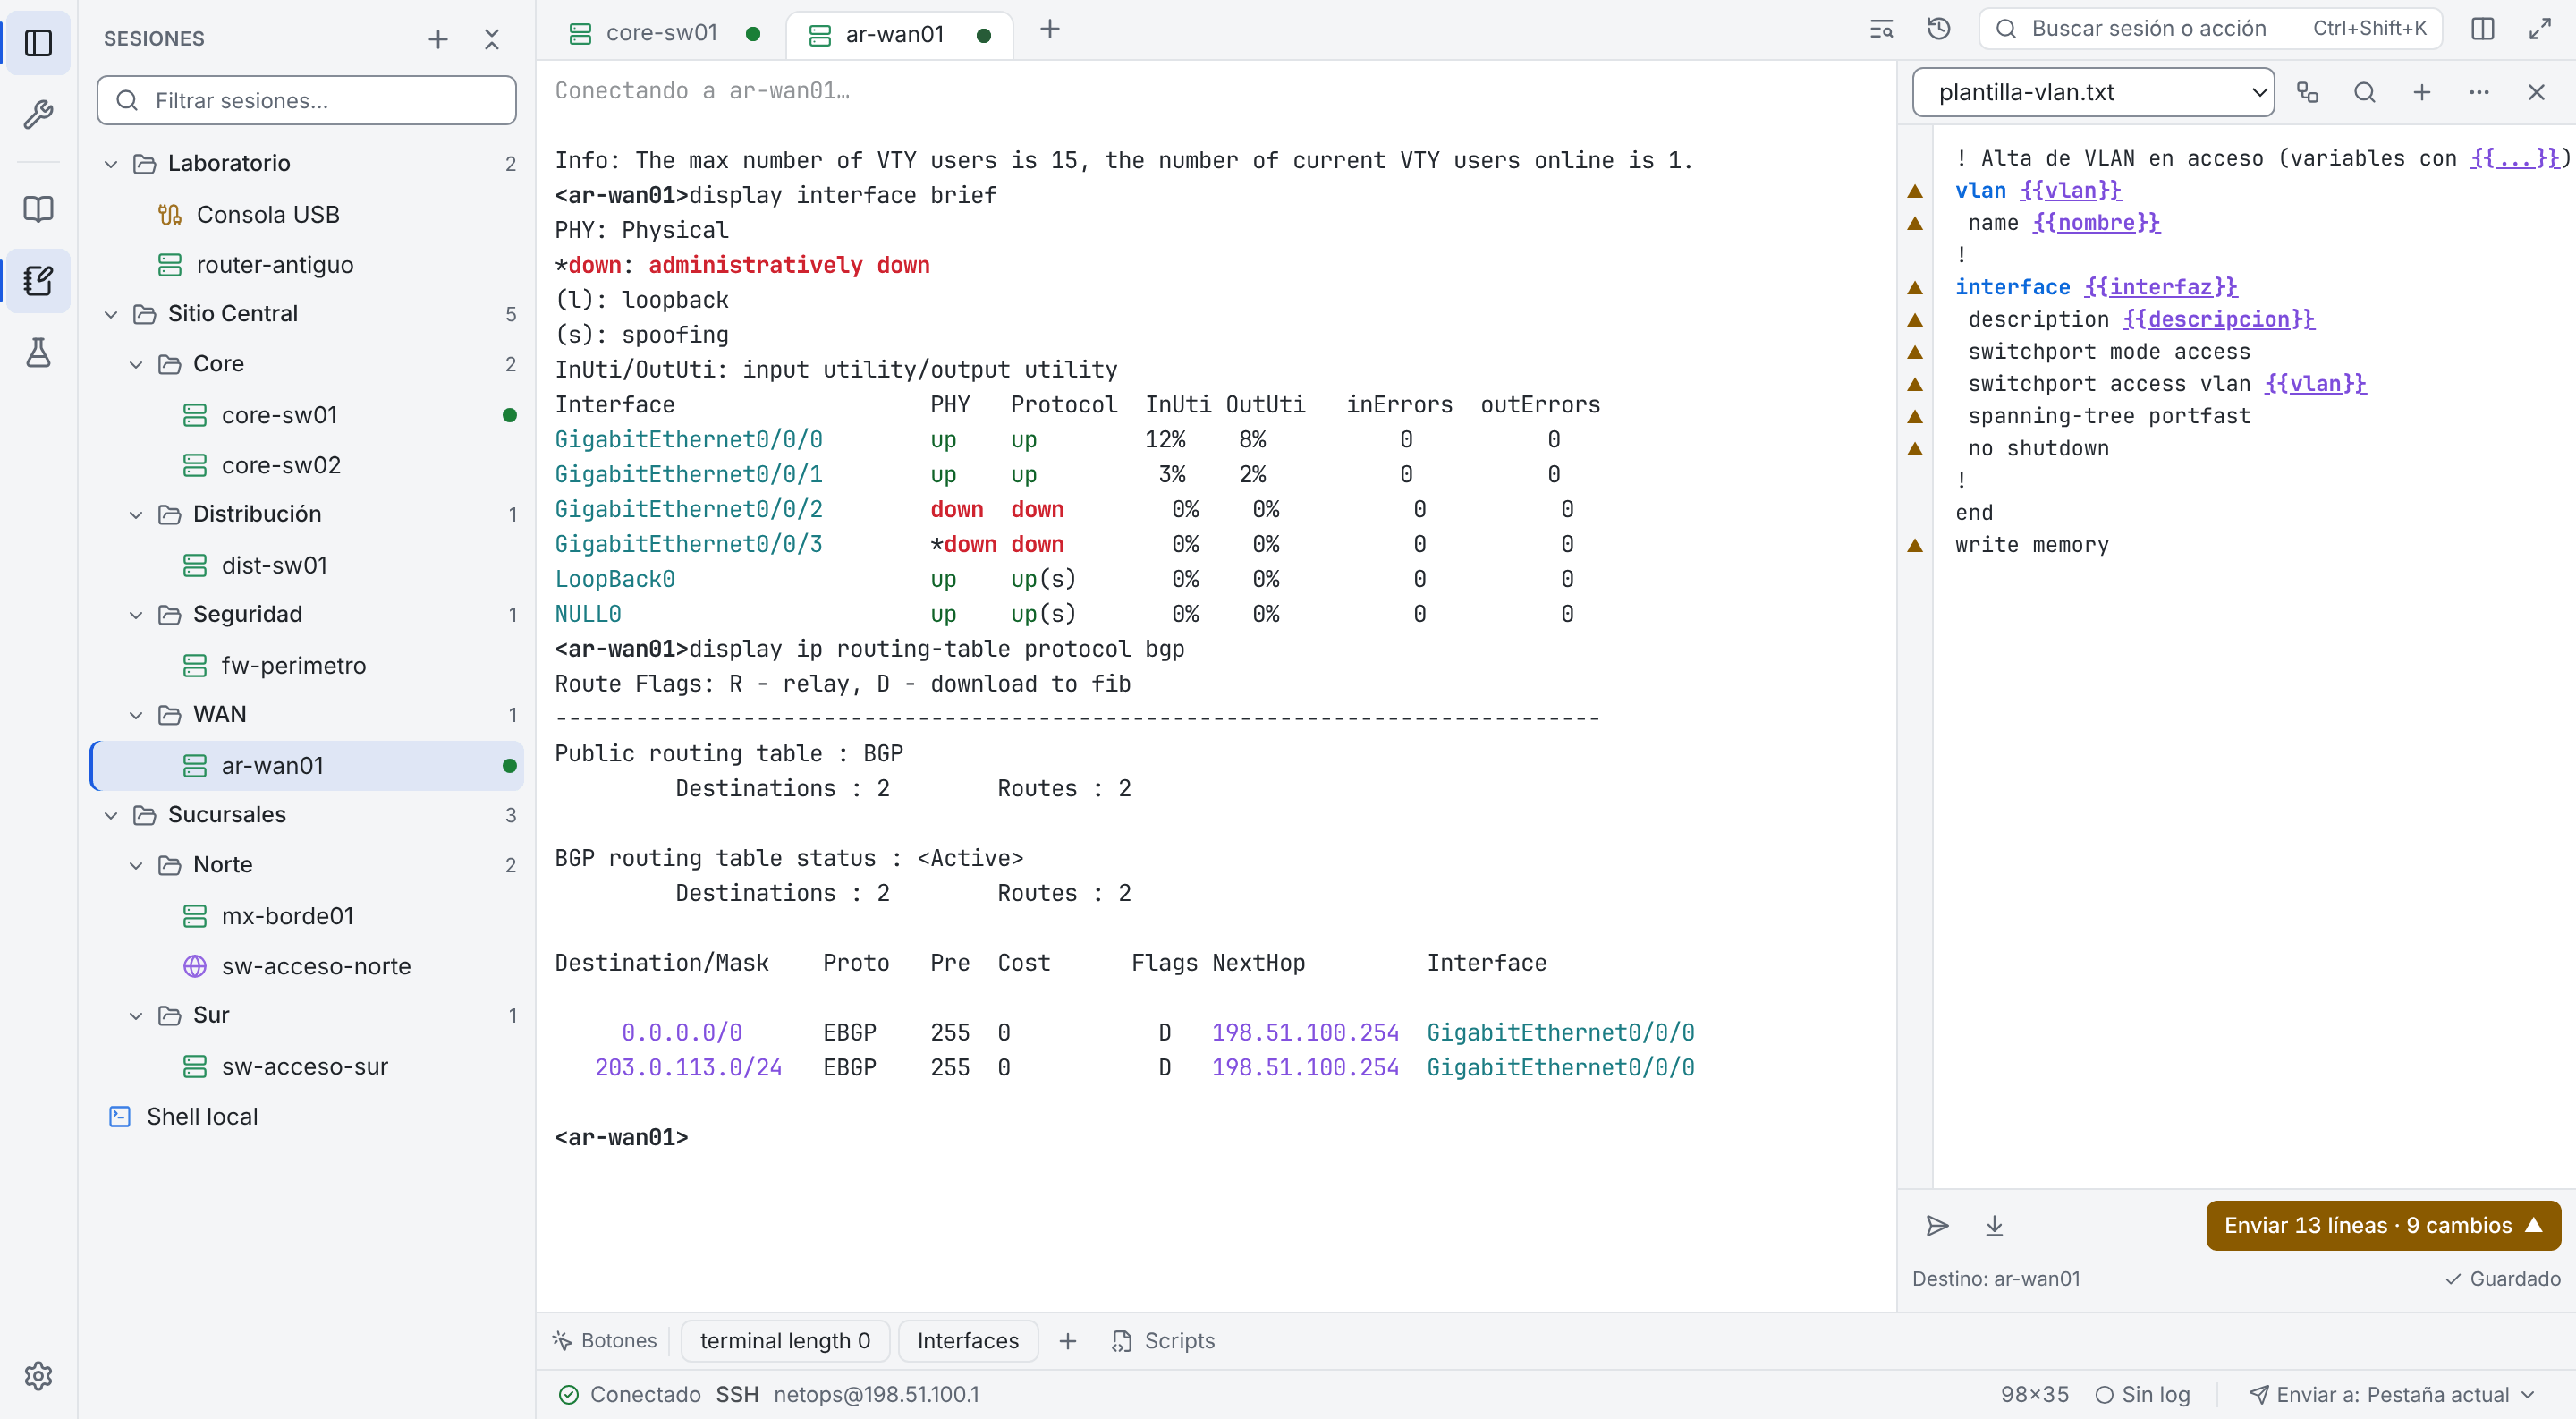 SESIONES
Filtrar sesiones...
Laboratorio 2
Consola USB
router-antiguo
Sitio Central 5
Core 2
core-sw01
core-sw02
Distribución 1
dist-sw01
Seguridad 1
fw-perimetro
WAN 1
ar-wan01
Sucursales 3
Norte 2
mx-borde01
sw-acceso-norte
Sur 1
sw-acceso-sur
Shell local
core-sw01
ar-wan01
Buscar sesión o acción Ctrl+Shift+K
Conectando a ar-wan01…
Info: The max number of VTY users is 15, the number of current VTY users online is 1.
<ar-wan01>display interface brief
PHY: Physical
*down: administratively down
(l): loopback
(s): spoofing
InUti/OutUti: input utility/output utility
Interface PHY Protocol InUti OutUti inErrors outErrors
GigabitEthernet0/0/0 up up 12% 8% 0 0
GigabitEthernet0/0/1 up up 3% 2% 0 0
GigabitEthernet0/0/2 down down 0% 0% 0 0
GigabitEthernet0/0/3 *down down 0% 0% 0 0
LoopBack0 up up(s) 0% 0% 0 0
NULL0 up up(s) 0% 0% 0 0
<ar-wan01>display ip routing-table protocol bgp
Route Flags: R - relay, D - download to fib
------------------------------------------------------------------------------
Public routing table : BGP
Destinations : 2 Routes : 2
BGP routing table status : <Active>
Destinations : 2 Routes : 2
Destination/Mask Proto Pre Cost Flags NextHop Interface
0.0.0.0/0 EBGP 255 0 D 198.51.100.254 GigabitEthernet0/0/0
203.0.113.0/24 EBGP 255 0 D 198.51.100.254 GigabitEthernet0/0/0
<ar-wan01>
plantilla-vlan.txt
! Alta de VLAN en acceso (variables con {{...}})
vlan {{vlan}}
name {{nombre}}
!
interface {{interfaz}}
description {{descripcion}}
switchport mode access
switchport access vlan {{vlan}}
spanning-tree portfast
no shutdown
!
end
write memory
Enviar 13 líneas · 9 cambios
Destino: ar-wan01
Guardado
Botones
terminal length 0
Interfaces
Scripts
Conectado SSH netops@198.51.100.1
98×35
Sin log
Enviar a: Pestaña actual